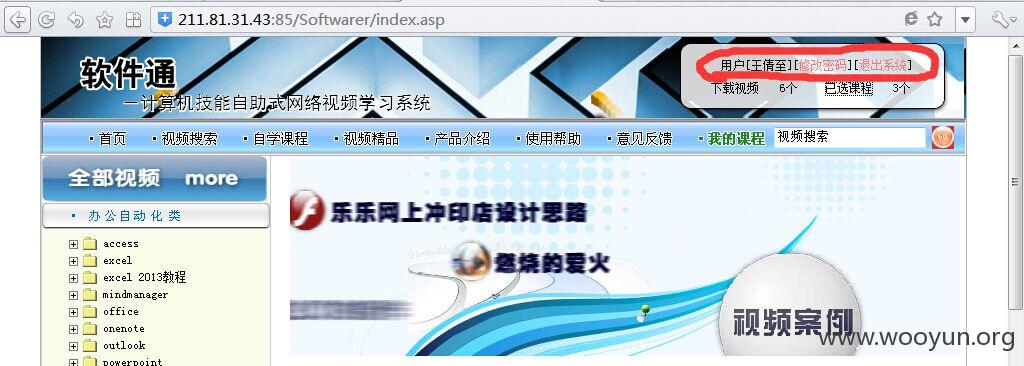 211.81.31.43:85/Softwarer/index.asp
软件通
—计算机技能自助式网络视频学习系统
用户[王倩至][修改密码][退出系统]
下载视频 6个 已选课程 3个
首页 视频搜索 自学课程 视频精品 产品介绍 使用帮助 意见反馈 我的课程 视频搜索 GO
全部视频 more
办公自动化类
access
excel
excel 2013教程
mindmanager
office
onenote
outlook
powerpoint
乐乐网上冲印店设计思路
燃烧的爱火
视频案例
www.wooyun.org